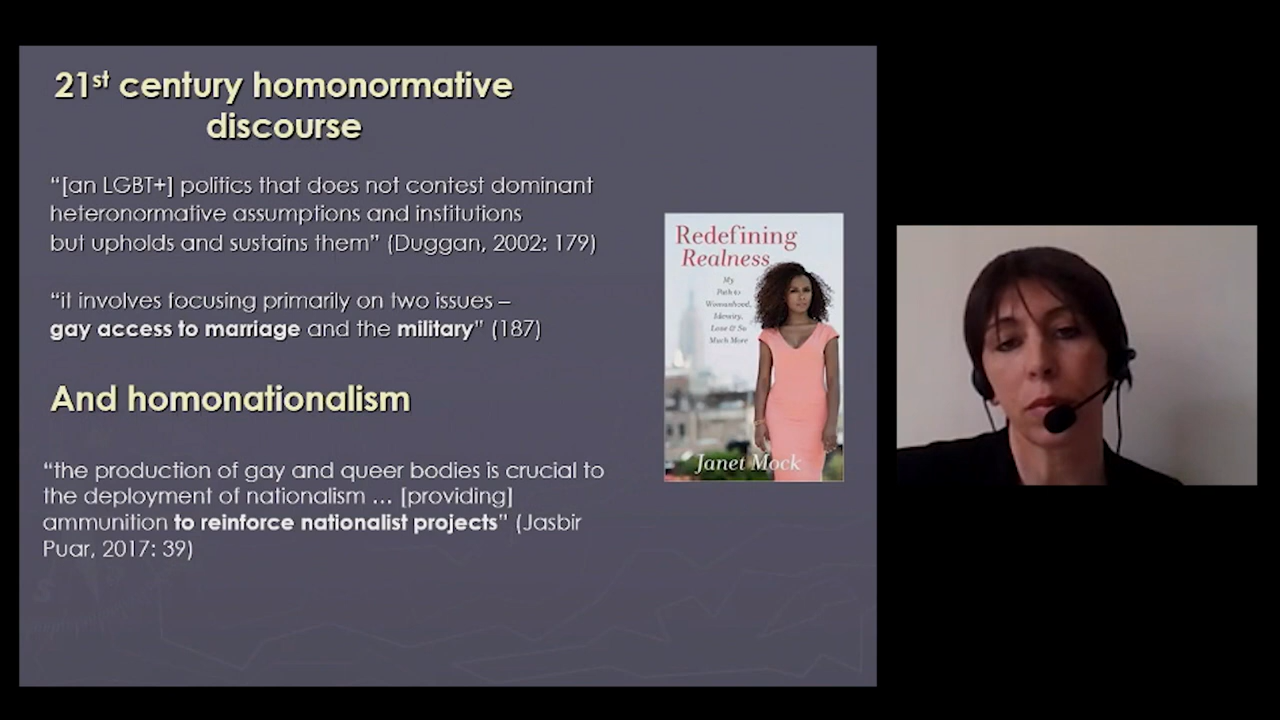 21st century homonormative
discourse
“[an LGBT+] politics that does not contest dominant
heteronormative assumptions and institutions
but upholds and sustains them” (Duggan, 2002: 179)
“it involves focusing primarily on two issues –
gay access to marriage and the military” (187)
And homonationalism
“the production of gay and queer bodies is crucial to
the deployment of nationalism … [providing]
ammunition to reinforce nationalist projects” (Jasbir
Puar, 2017: 39)
Redefining
Realness
My
Path to
Womanhood,
Identity,
Love & So
Much More
Janet Mock